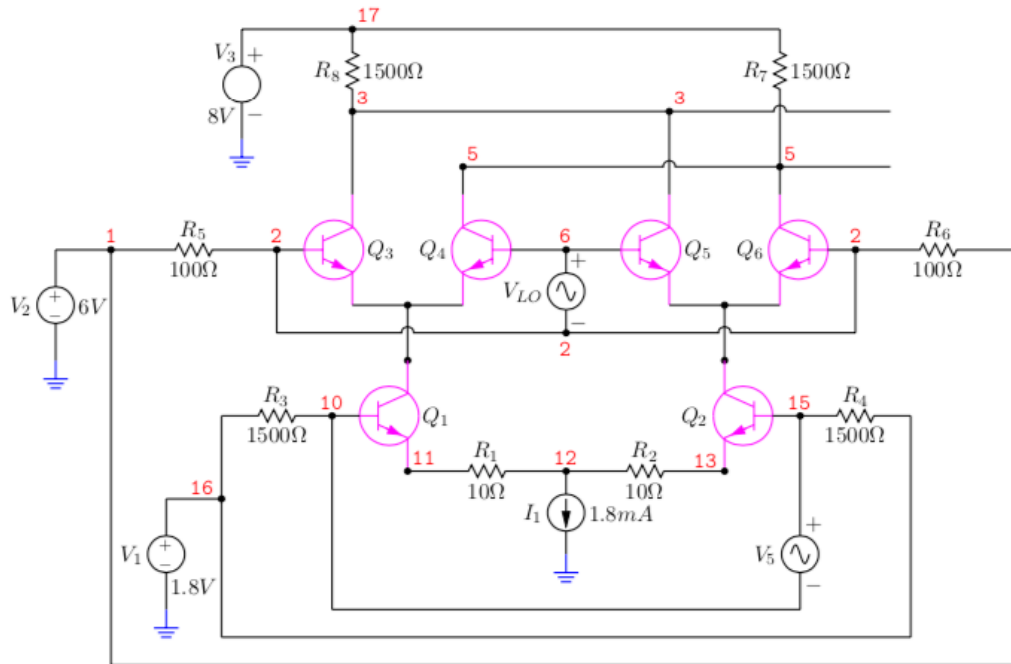 17
V3 + R8 1500Ω R7 1500Ω
8V −
3 3
5 5
1 R5 2 Q3 Q4 6 Q5 Q6 2 R6
100Ω 100Ω
V2 + − 6V VLO + −
2
R3 10 Q1 Q2 15 R4
1500Ω 1500Ω
11 R1 12 R2 13
10Ω 10Ω
16 I1 1.8mA
V1 + − V5 + −
1.8V